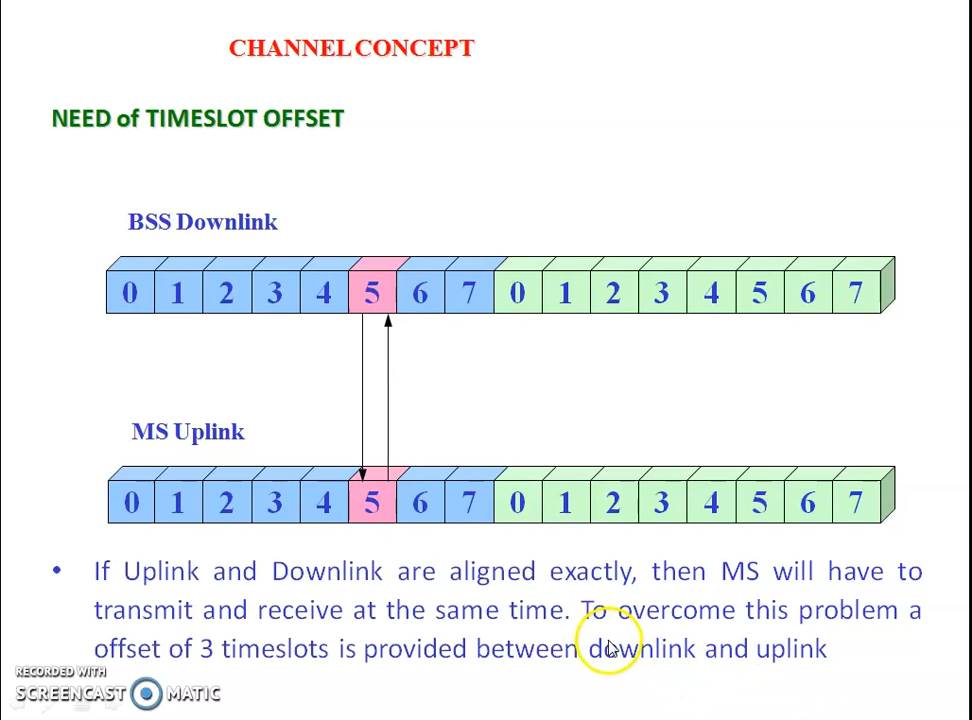 CHANNEL CONCEPT
NEED of TIMESLOT OFFSET
BSS Downlink
0 1 2 3 4 5 6 7 0 1 2 3 4 5 6 7
MS Uplink
0 1 2 3 4 5 6 7 0 1 2 3 4 5 6 7
• If Uplink and Downlink are aligned exactly, then MS will have to
transmit and receive at the same time. To overcome this problem a
offset of 3 timeslots is provided between downlink and uplink
RECORDED WITH
SCREENCAST MATIC